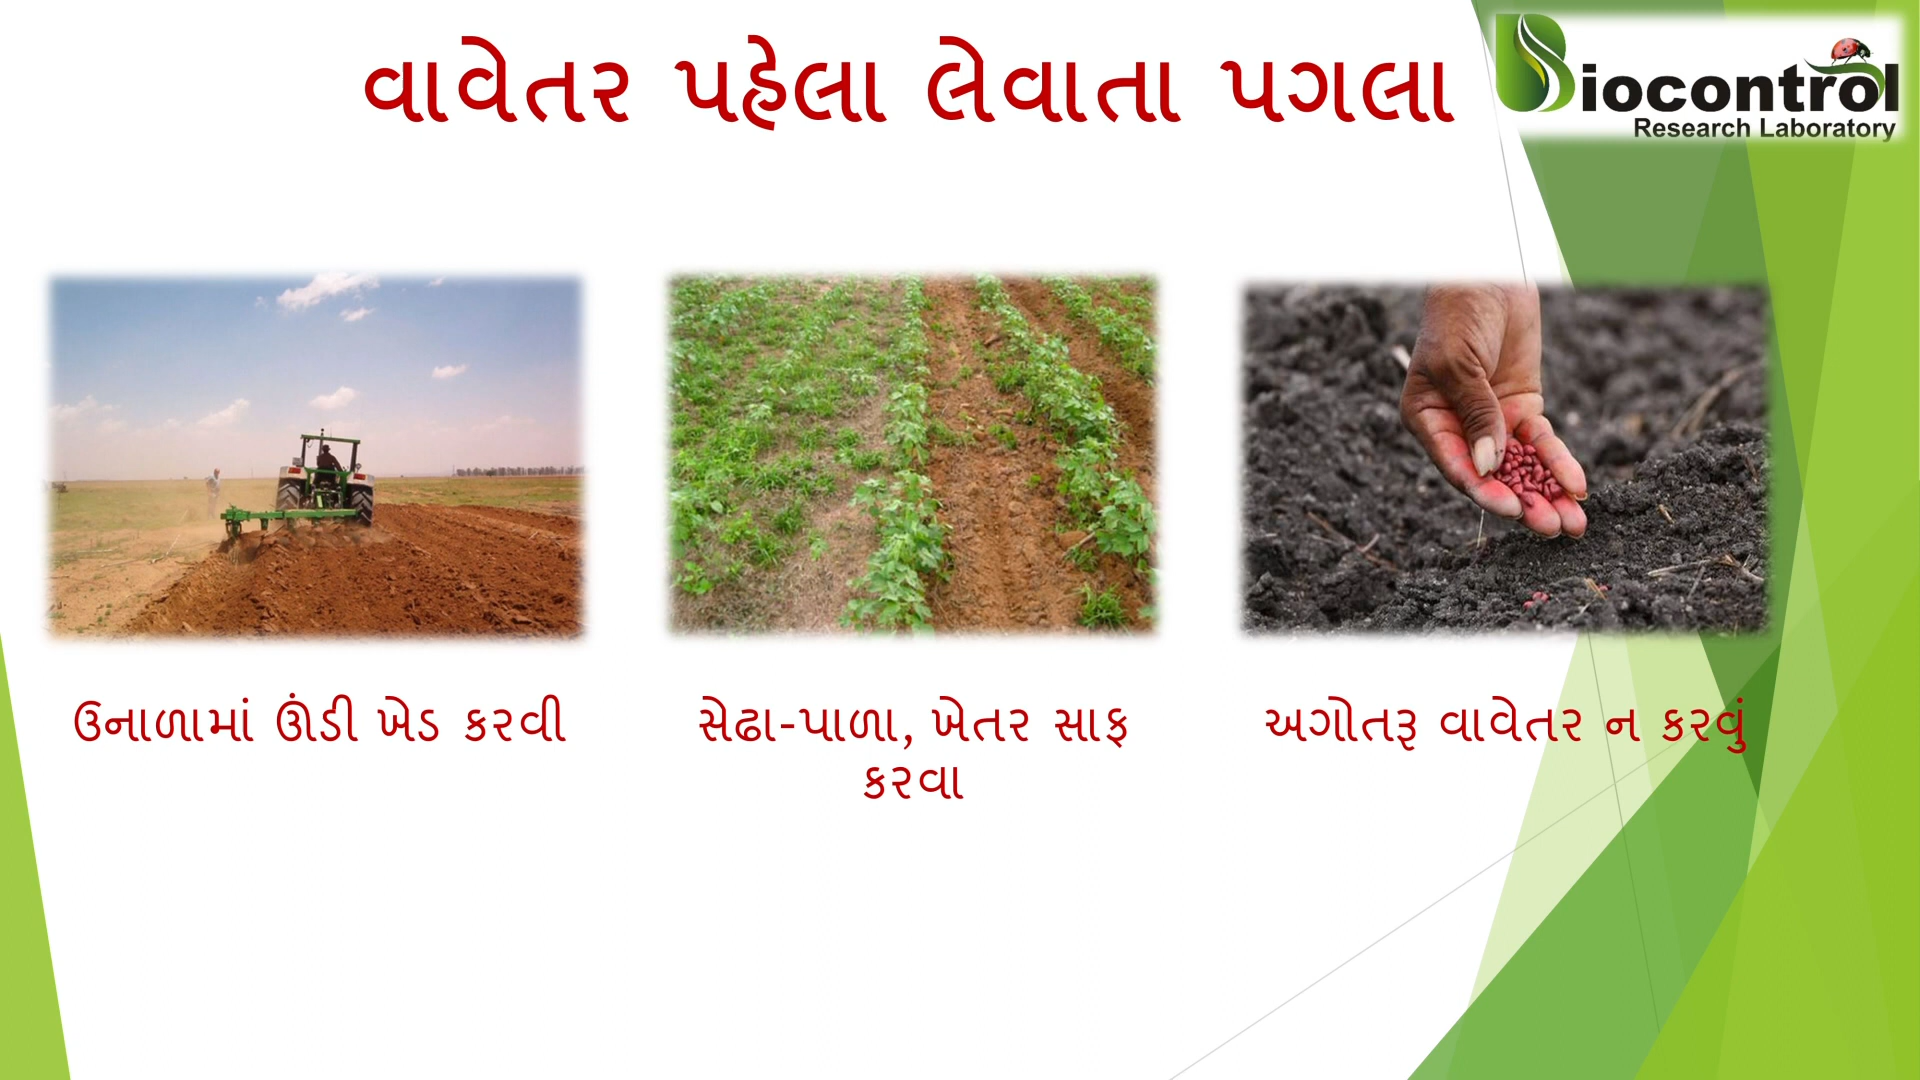 વાવેતર પહેલા લેવાતા પગલા
Biocontrol
Research Laboratory
ઉનાળામાં ઊંડી ખેડ કરવી
સેઢા-પાળા, ખેતર સાફ
કરવા
અગોતરૂ વાવેતર ન કરવું